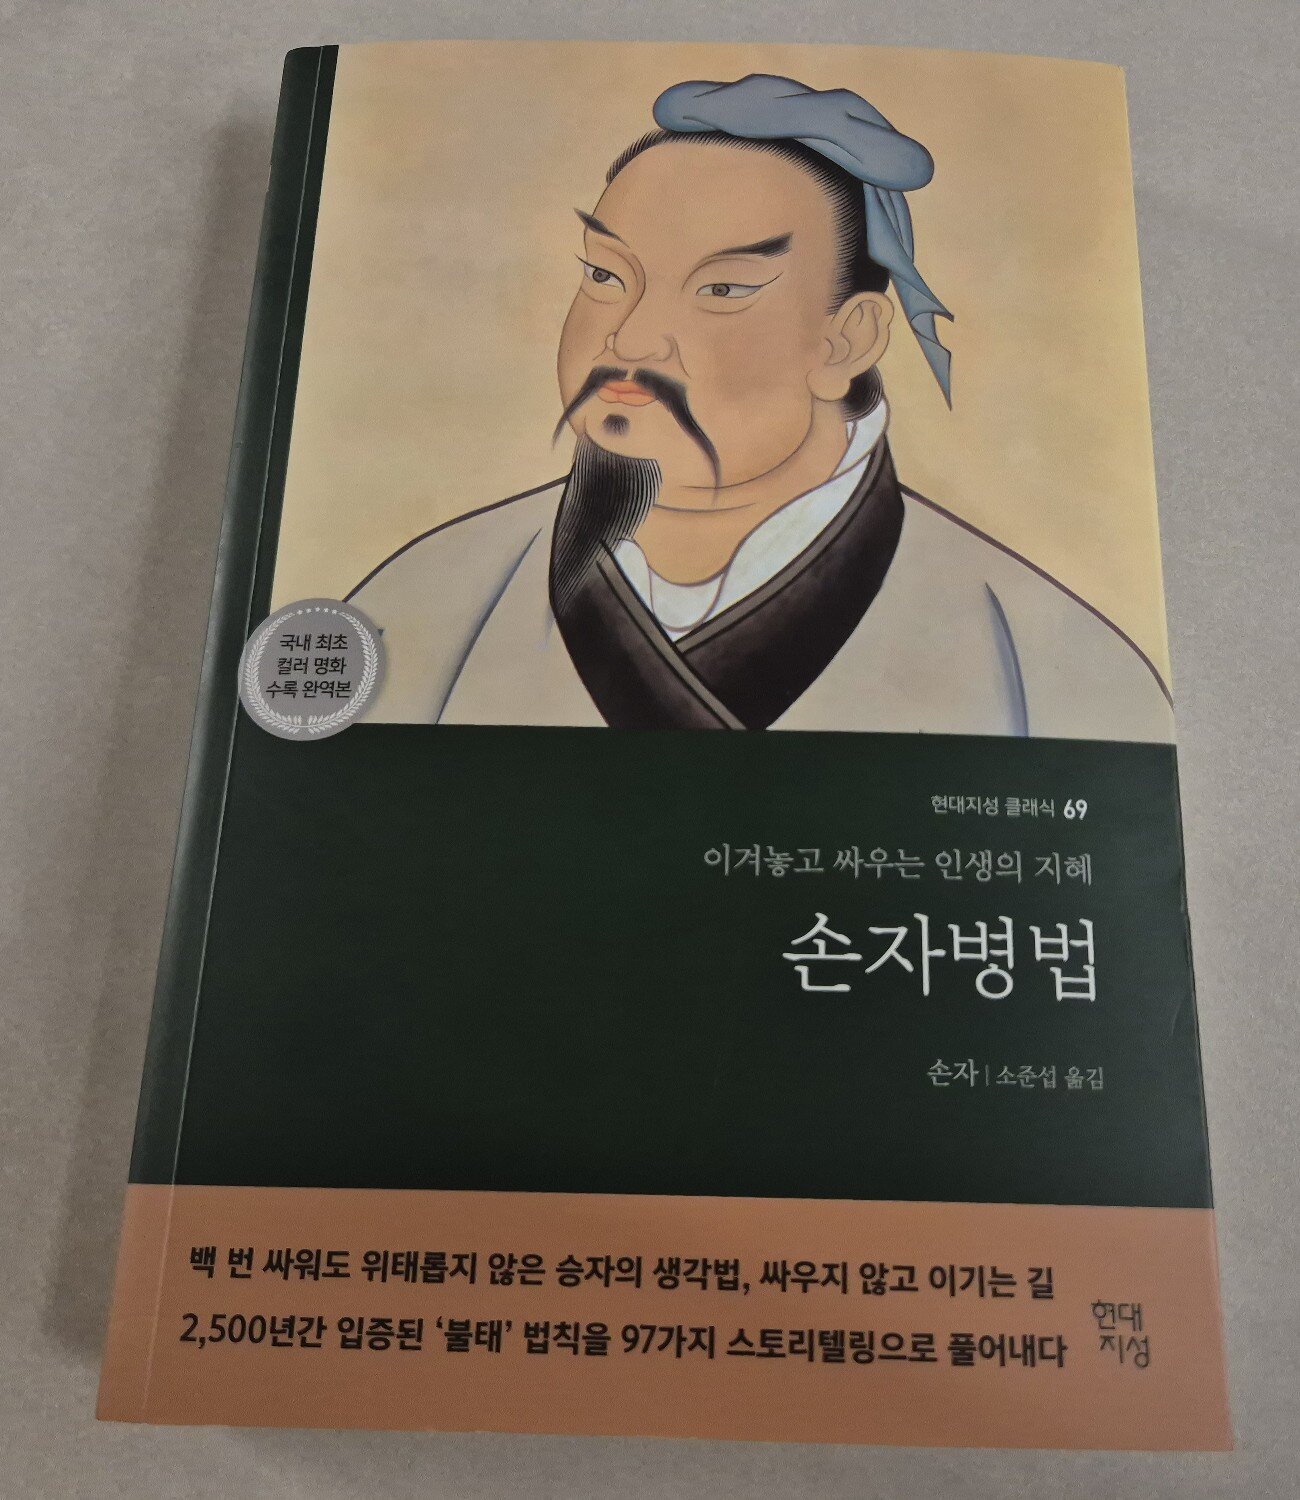 국내 최초
컬러 명화
수록 완역본
현대지성 클래식 69
이겨놓고 싸우는 인생의 지혜
손자병법
손자 | 소준섭 옮김
백 번 싸워도 위태롭지 않은 승자의 생각법, 싸우지 않고 이기는 길
2,500년간 입증된 ‘불태’ 법칙을 97가지 스토리텔링으로 풀어내다
현대
지성